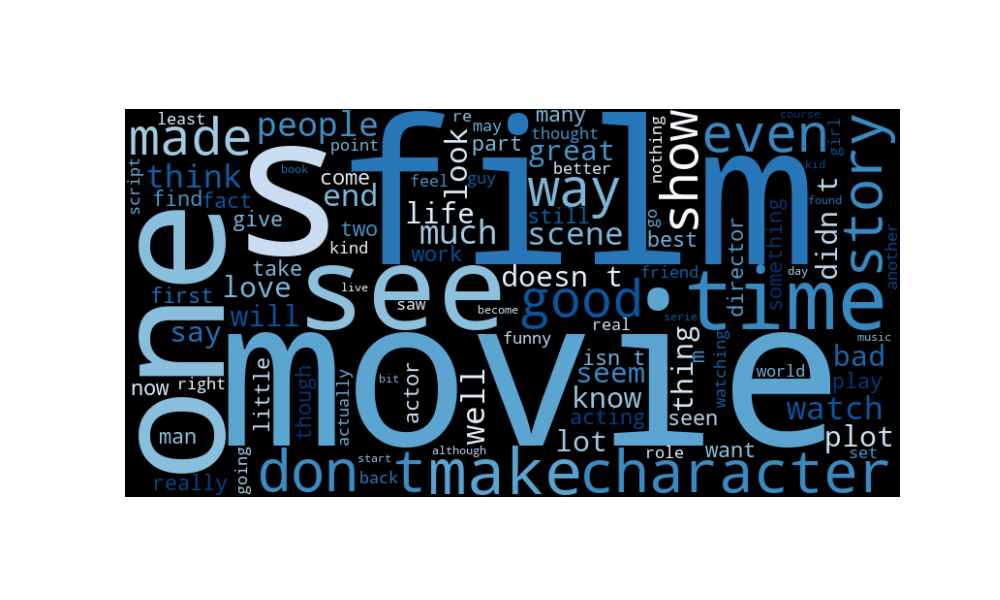 least
made
people
point
re
may
many
thought
part
great
better
nothing
show
even
course
girl
kid
story
film
s
look
script
think
book
come
feel
guy
way
find
fact
end
life
still
found
give
much
scene
go
best
director
something
didn t
another
two
kind
work
one
see
take
doesn t
friend
day
time
love
live
saw
become
good
serie
first
will
real
say
funny
movie
thing
m
watching
music
isn t
bad
seem
world
play
now
right
little
though
actually
bit
actor
well
know
acting
seen
watch
man
lot
plot
although
role
want
set
really
going
don t
start
back
make
character